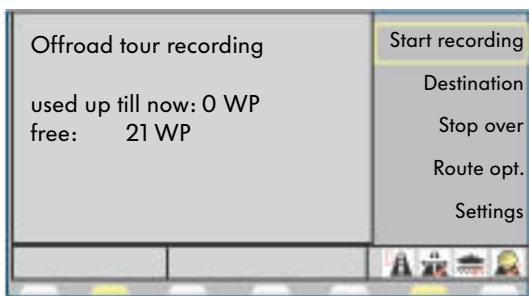 Offroad tour recording
used up till now: 0 WP
free: 21 WP
Start recording
Destination
Stop over
Route opt.
Settings